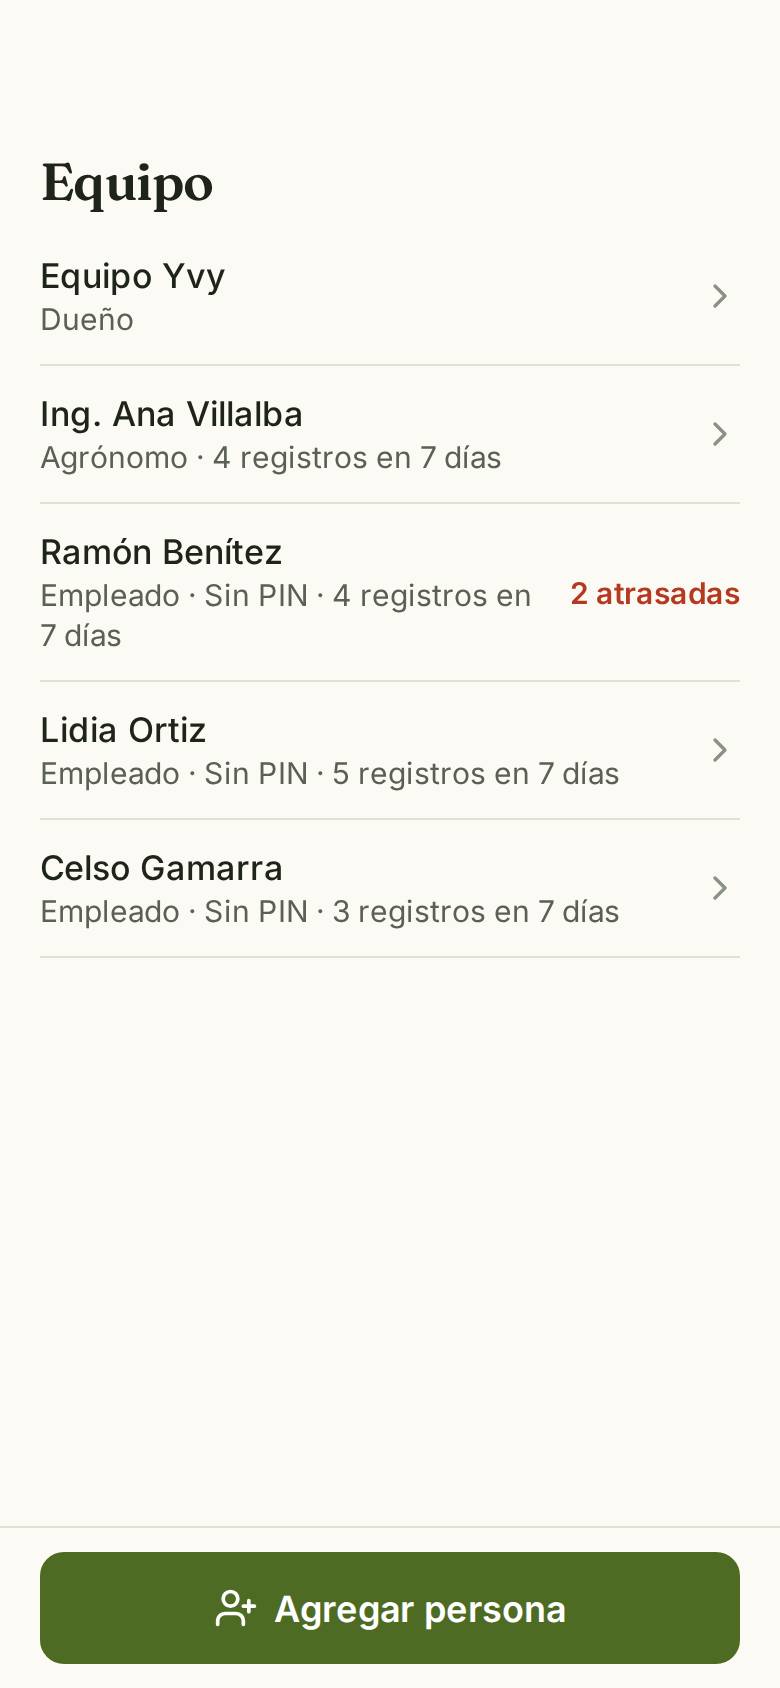 Equipo
Equipo Yvy
Dueño
Ing. Ana Villalba
Agrónomo · 4 registros en 7 días
Ramón Benítez
Empleado · Sin PIN · 4 registros en
7 días
2 atrasadas
Lidia Ortiz
Empleado · Sin PIN · 5 registros en 7 días
Celso Gamarra
Empleado · Sin PIN · 3 registros en 7 días
Agregar persona